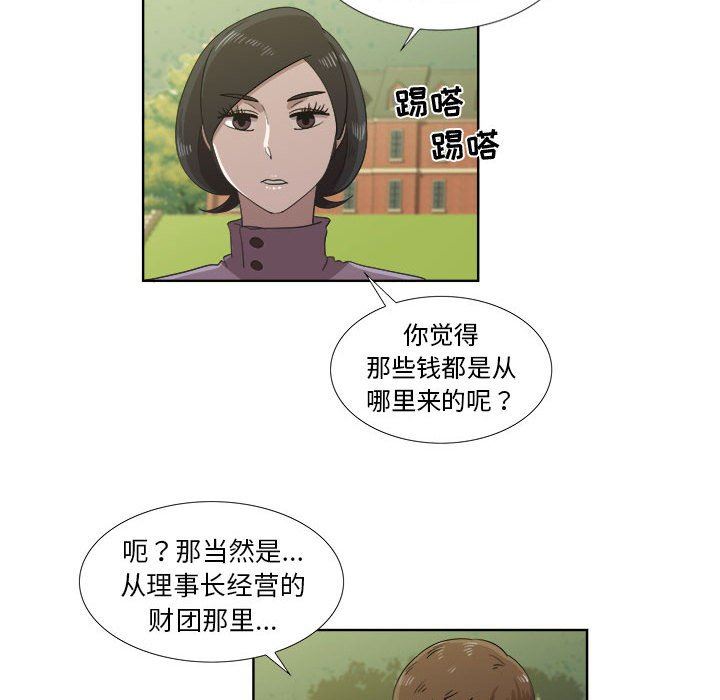 踢嗒
踢嗒
你觉得
那些钱都是从
哪里来的呢？
呃？那当然是...
从理事长经营的
财团那里...